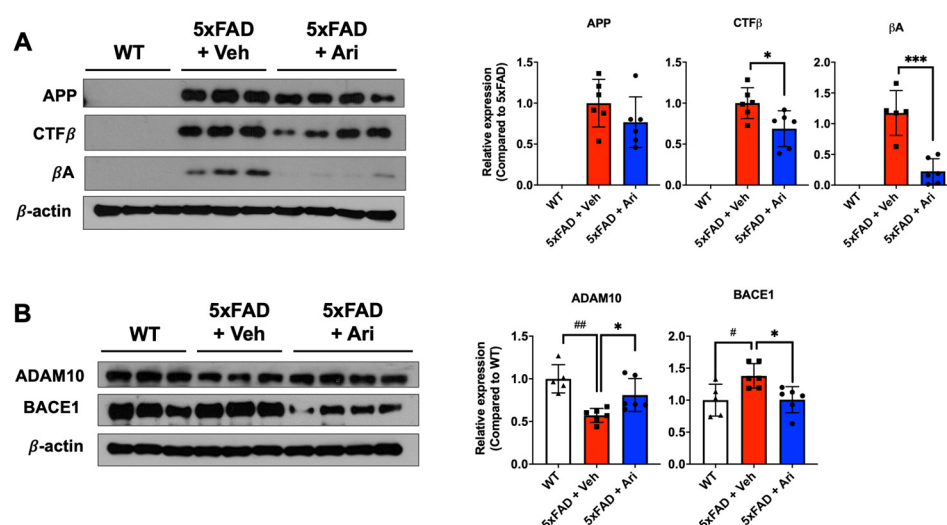 A
WT
5xFAD
+ Veh
5xFAD
+ Ari
APP
CTFβ
βA
β-actin
APP
Relative expression
(Compared to 5xFAD)
1.5
1.0
0.5
0.0
WT
5xFAD + Veh
5xFAD + Ari
CTFβ
*
1.5
1.0
0.5
0.0
WT
5xFAD + Veh
5xFAD + Ari
βA
***
2.0
1.5
1.0
0.5
0.0
WT
5xFAD + Veh
5xFAD + Ari
B
WT
5xFAD
+ Veh
5xFAD
+ Ari
ADAM10
BACE1
β-actin
ADAM10
## *
Relative expression
(Compared to WT)
1.5
1.0
0.5
0.0
WT
5xFAD + Veh
5xFAD + Ari
BACE1
# *
2.0
1.5
1.0
0.5
0.0
WT
5xFAD + Veh
5xFAD + Ari